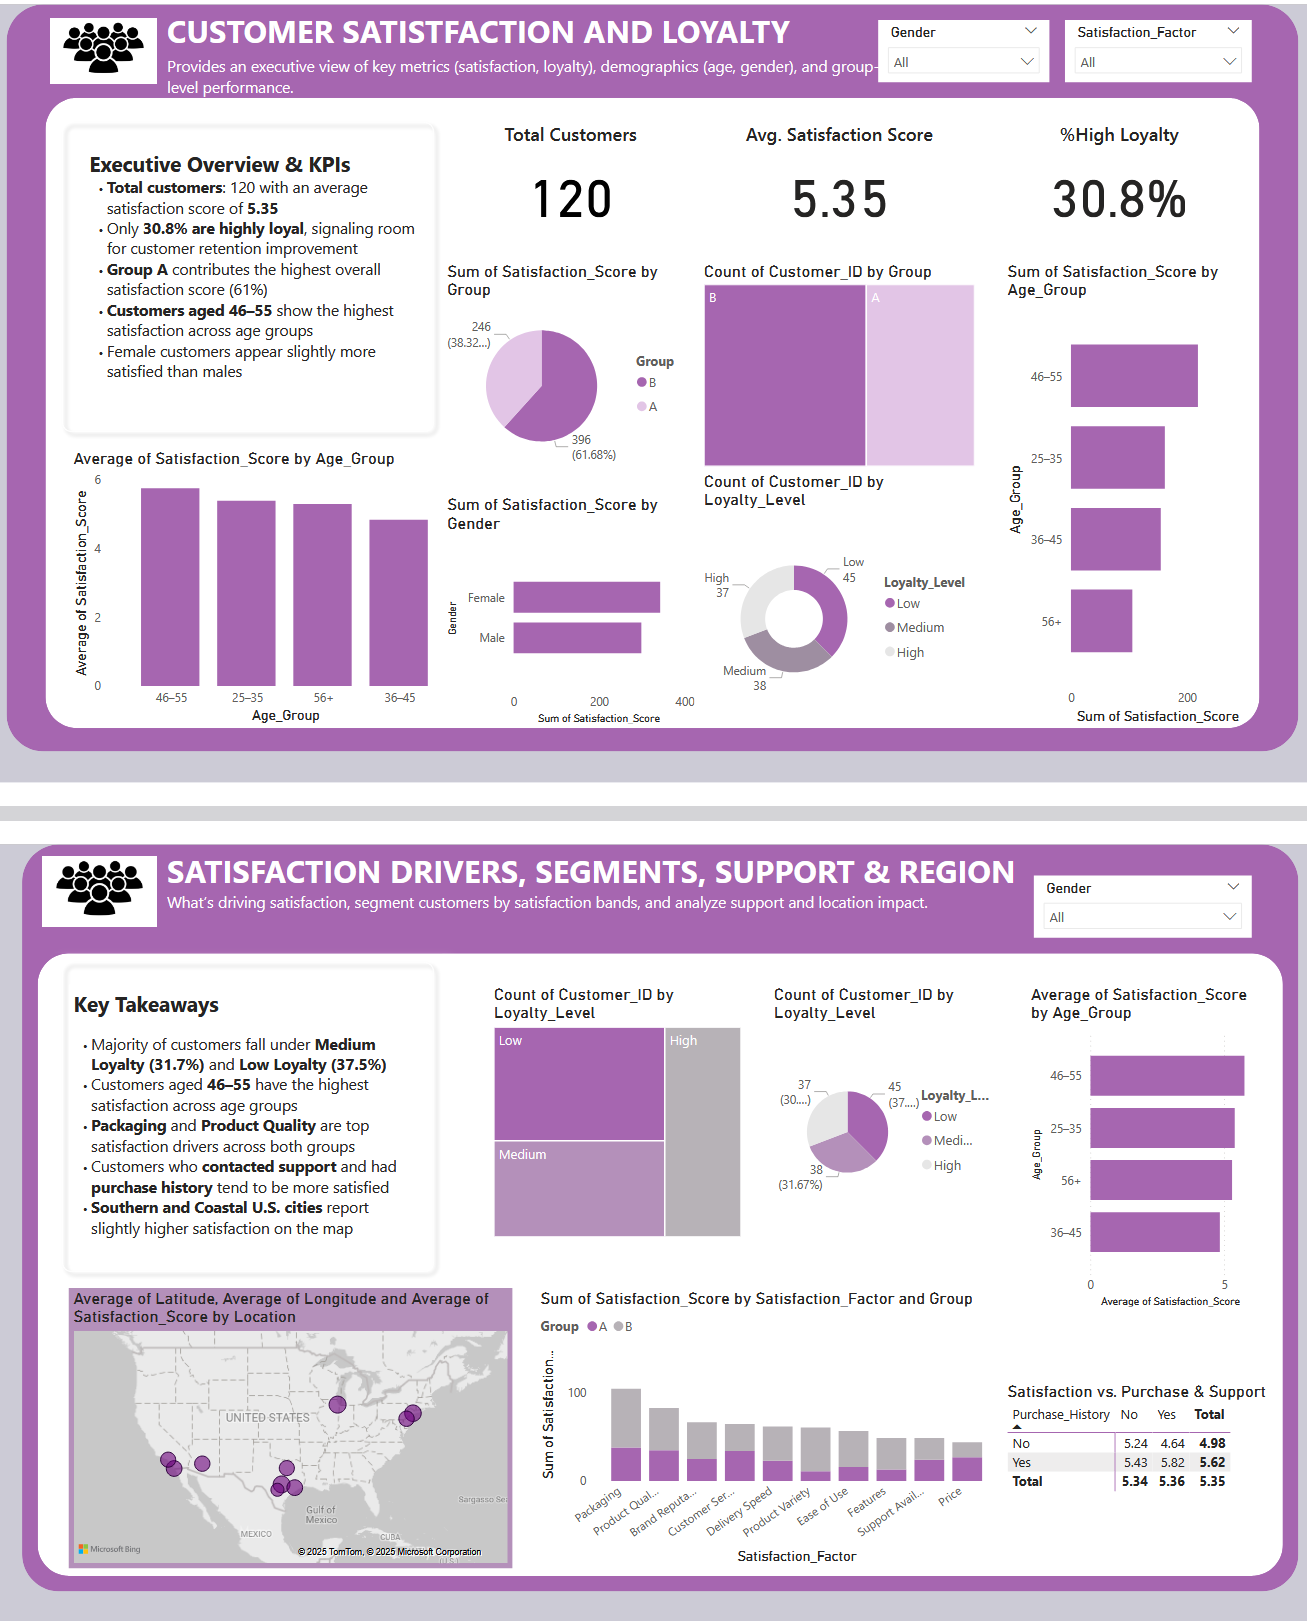 CUSTOMER SATISTFACTION AND LOYALTY
Provides an executive view of key metrics (satisfaction, loyalty), demographics (age, gender), and group-
level performance.
Gender
All
Satisfaction_Factor
All
Executive Overview & KPIs
• Total customers: 120 with an average
satisfaction score of 5.35
• Only 30.8% are highly loyal, signaling room
for customer retention improvement
• Group A contributes the highest overall
satisfaction score (61%)
• Customers aged 46–55 show the highest
satisfaction across age groups
• Female customers appear slightly more
satisfied than males
Total Customers
120
Avg. Satisfaction Score
5.35
%High Loyalty
30.8%
Sum of Satisfaction_Score by
Group
246
(38.32...)
396
(61.68%)
Group
B
A
Count of Customer_ID by Group
B
A
Sum of Satisfaction_Score by
Age_Group
Age_Group
46–55
25–35
36–45
56+
0
200
Sum of Satisfaction_Score
Average of Satisfaction_Score by Age_Group
Average of Satisfaction_Score
6
4
2
0
46–55
25–35
56+
36–45
Age_Group
Sum of Satisfaction_Score by
Gender
Gender
Female
Male
0
200
400
Sum of Satisfaction_Score
Count of Customer_ID by
Loyalty_Level
High
37
Low
45
Medium
38
Loyalty_Level
Low
Medium
High
SATISFACTION DRIVERS, SEGMENTS, SUPPORT & REGION
What's driving satisfaction, segment customers by satisfaction bands, and analyze support and location impact.
Gender
All
Key Takeaways
• Majority of customers fall under Medium
Loyalty (31.7%) and Low Loyalty (37.5%)
• Customers aged 46–55 have the highest
satisfaction across age groups
• Packaging and Product Quality are top
satisfaction drivers across both groups
• Customers who contacted support and had
purchase history tend to be more satisfied
• Southern and Coastal U.S. cities report
slightly higher satisfaction on the map
Count of Customer_ID by
Loyalty_Level
Low
High
Medium
Count of Customer_ID by
Loyalty_Level
37
(30....)
45
(37....)
38
(31.67%)
Loyalty_L...
Low
Medi...
High
Average of Satisfaction_Score
by Age_Group
Age_Group
46–55
25–35
56+
36–45
0
5
Average of Satisfaction_Score
Average of Latitude, Average of Longitude and Average of
Satisfaction_Score by Location
UNITED STATES
Gulf of
Mexico
MEXICO
CUBA
Sargasso Se
Microsoft Bing
© 2025 TomTom, © 2025 Microsoft Corporation
Sum of Satisfaction_Score by Satisfaction_Factor and Group
Group A B
Sum of Satisfaction...
100
0
Packaging
Product Qual...
Brand Reputa...
Customer Ser...
Delivery Speed
Product Variety
Ease of Use
Features
Support Avail...
Price
Satisfaction_Factor
Satisfaction vs. Purchase & Support
Purchase_History No Yes Total
No 5.24 4.64 4.98
Yes 5.43 5.82 5.62
Total 5.34 5.36 5.35